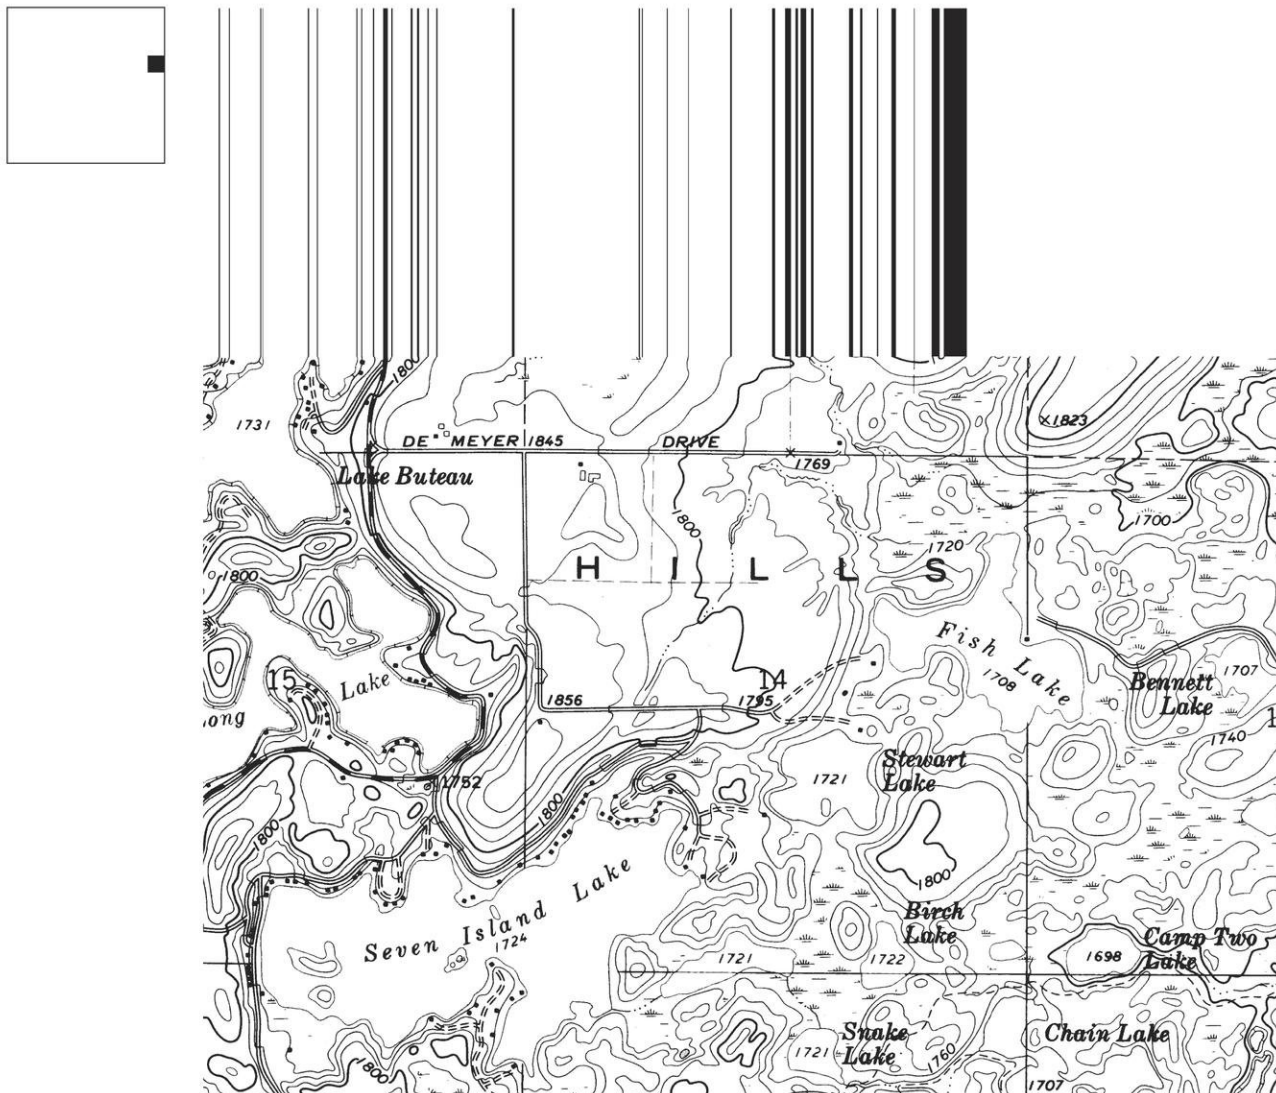 1800
1731
1823
DE MEYER 1845 DRIVE
1769
Lake Buteau
1800
1700
1720
1800
H I L L S
Fish Lake
1708
1707
15
Lake
14
Bennett
Lake
ong
1856
1795
1
1740
Stewart
Lake
1721
1752
1800
1800
1800
Seven Island Lake
1724
Birch
Lake
Camp Two
Lake
1721
1722
1698
Snake
Lake
1721
1760
Chain Lake
1800
1707